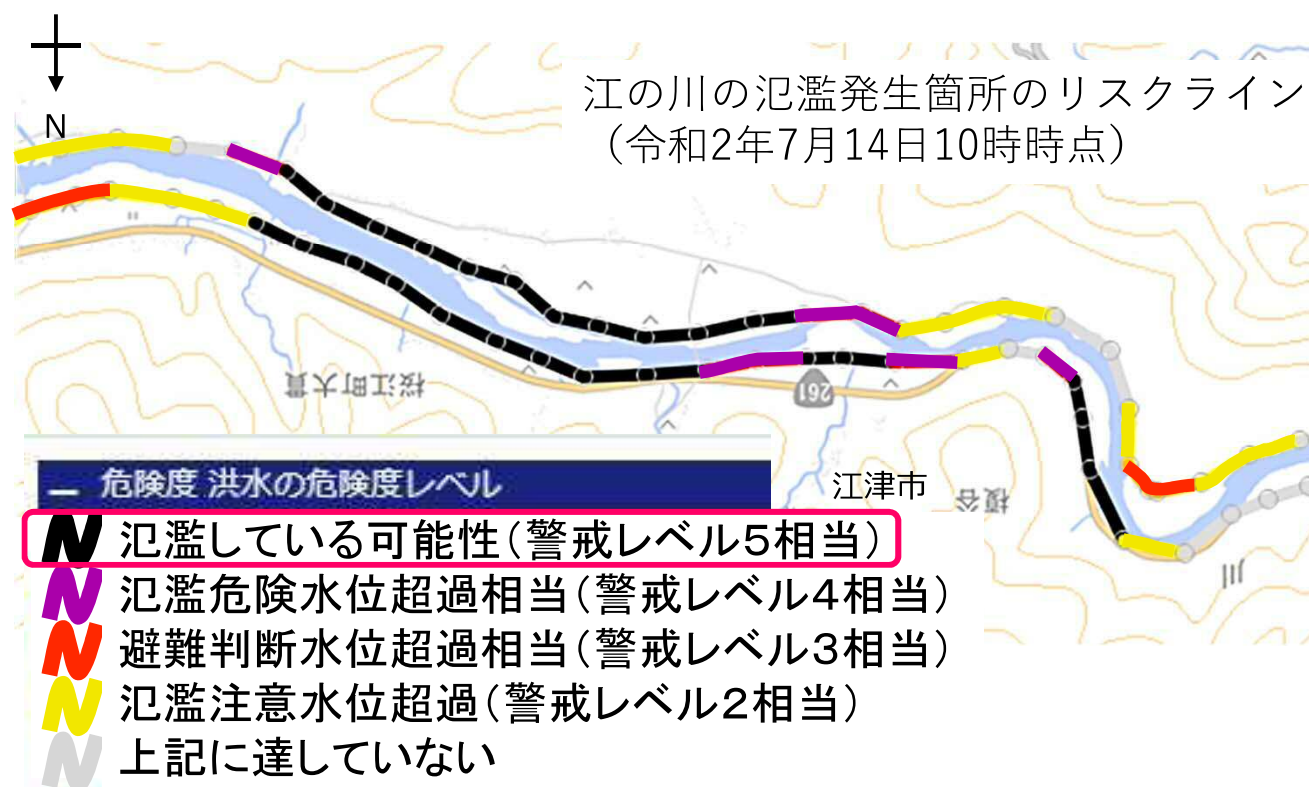 N
江の川の氾濫発生箇所のリスクライン
（令和2年7月14日10時時点）
桜江町大貫
261
江津市
榎谷
川
危険度 洪水の危険度レベル
氾濫している可能性（警戒レベル5相当）
氾濫危険水位超過相当（警戒レベル4相当）
避難判断水位超過相当（警戒レベル3相当）
氾濫注意水位超過（警戒レベル2相当）
上記に達していない